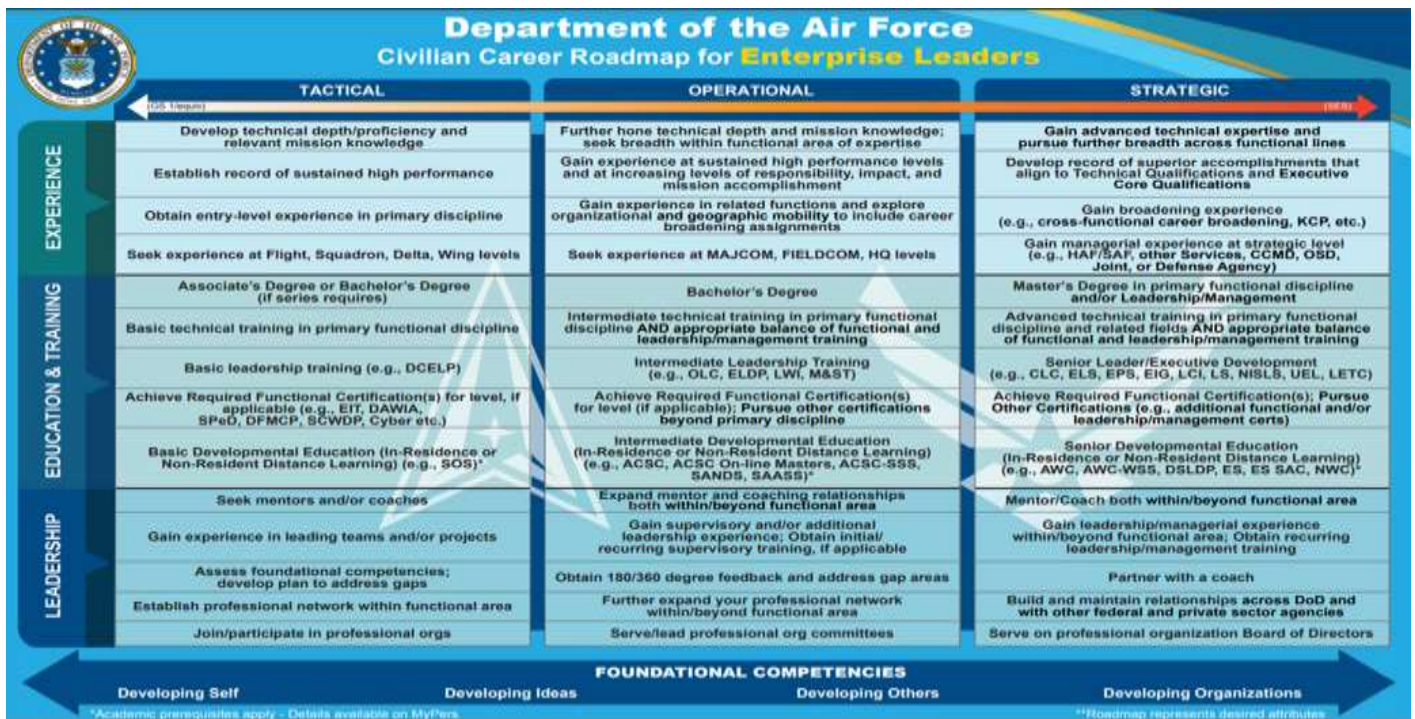 Department of the Air Force
Civilian Career Roadmap for Enterprise Leaders
TACTICAL
OPERATIONAL
STRATEGIC
(GS 1/equiv)
(SES)
EXPERIENCE
Develop technical depth/proficiency and
relevant mission knowledge
Further hone technical depth and mission knowledge;
seek breadth within functional area of expertise
Gain advanced technical expertise and
pursue further breadth across functional lines
Establish record of sustained high performance
Gain experience at sustained high performance levels
and at increasing levels of responsibility, impact, and
mission accomplishment
Develop record of superior accomplishments that
align to Technical Qualifications and Executive
Core Qualifications
Obtain entry-level experience in primary discipline
Gain experience in related functions and explore
organizational and geographic mobility to include career
broadening assignments
Gain broadening experience
(e.g., cross-functional career broadening, KCP, etc.)
Seek experience at Flight, Squadron, Delta, Wing levels
Seek experience at MAJCOM, FIELDCOM, HQ levels
Gain managerial experience at strategic level
(e.g., HAF/SAF, other Services, CCMD, OSD,
Joint, or Defense Agency)
EDUCATION & TRAINING
Associate's Degree or Bachelor's Degree
(if series requires)
Bachelor's Degree
Master's Degree in primary functional discipline
and/or Leadership/Management
Basic technical training in primary functional discipline
Intermediate technical training in primary functional
discipline AND appropriate balance of functional and
leadership/management training
Advanced technical training in primary functional
discipline and related fields AND appropriate balance
of functional and leadership/management training
Basic leadership training (e.g., DCELP)
Intermediate Leadership Training
(e.g., OLC, ELDP, LWI, M&ST)
Senior Leader/Executive Development
(e.g., CLC, ELS, EPS, EIG, LCI, LS, NISLS, UEL, LETC)
Achieve Required Functional Certification(s) for level, if
applicable (e.g., EIT, DAWIA,
SPeD, DFMCP, SCWDP, Cyber etc.)
Achieve Required Functional Certification(s)
for level (if applicable); Pursue other certifications
beyond primary discipline
Achieve Required Functional Certification(s); Pursue
Other Certifications (e.g., additional functional and/or
leadership/management certs)
Basic Developmental Education (In-Residence or
Non-Resident Distance Learning) (e.g., SOS)*
Intermediate Developmental Education
(In-Residence or Non-Resident Distance Learning)
(e.g., ACSC, ACSC On-line Masters, ACSC-SSS,
SANDS, SAASS)*
Senior Developmental Education
(In-Residence or Non-Resident Distance Learning)
(e.g., AWC, AWC-WSS, DSLDP, ES, ES SAC, NWC)*
LEADERSHIP
Seek mentors and/or coaches
Expand mentor and coaching relationships
both within/beyond functional area
Mentor/Coach both within/beyond functional area
Gain experience in leading teams and/or projects
Gain supervisory and/or additional
leadership experience; Obtain initial/
recurring supervisory training, if applicable
Gain leadership/managerial experience
within/beyond functional area; Obtain recurring
leadership/management training
Assess foundational competencies;
develop plan to address gaps
Obtain 180/360 degree feedback and address gap areas
Partner with a coach
Establish professional network within functional area
Further expand your professional network
within/beyond functional area
Build and maintain relationships across DoD and
with other federal and private sector agencies
Join/participate in professional orgs
Serve/lead professional org committees
Serve on professional organization Board of Directors
FOUNDATIONAL COMPETENCIES
Developing Self
Developing Ideas
Developing Others
Developing Organizations
*Academic prerequisites apply - Details available on MyPers
**Roadmap represents desired attributes